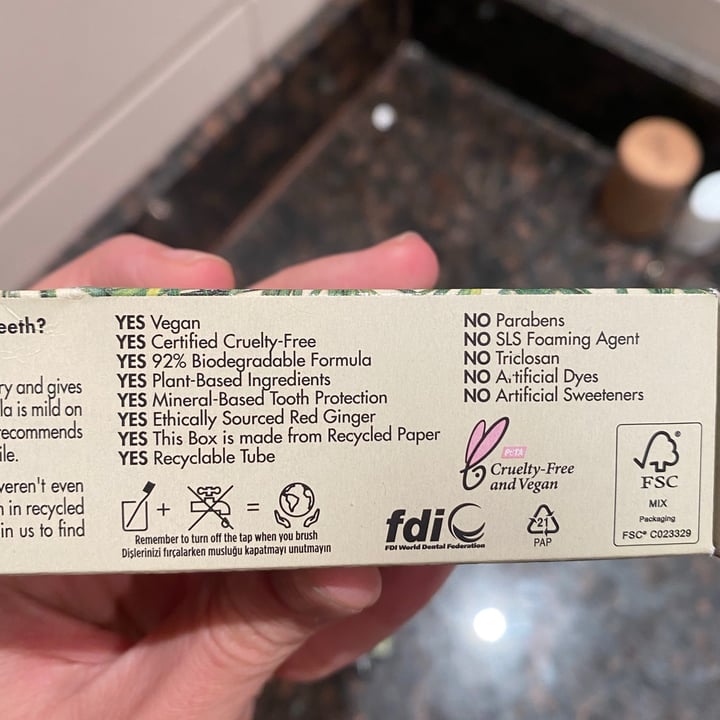 eeth?
ry and gives
la is mild on
recommends
ile.
weren't even
n in recycled
in us to find
YES Vegan
YES Certified Cruelty-Free
YES 92% Biodegradable Formula
YES Plant-Based Ingredients
YES Mineral-Based Tooth Protection
YES Ethically Sourced Red Ginger
YES This Box is made from Recycled Paper
YES Recyclable Tube
+ =
Remember to turn off the tap when you brush
Dişlerinizi fırçalarken musluğu kapatmayı unutmayın
NO Parabens
NO SLS Foaming Agent
NO Triclosan
NO Artificial Dyes
NO Artificial Sweeteners
PETA
Cruelty-Free
and Vegan
fdi
FDI World Dental Federation
21
PAP
FSC
MIX
Packaging
FSC® C023329